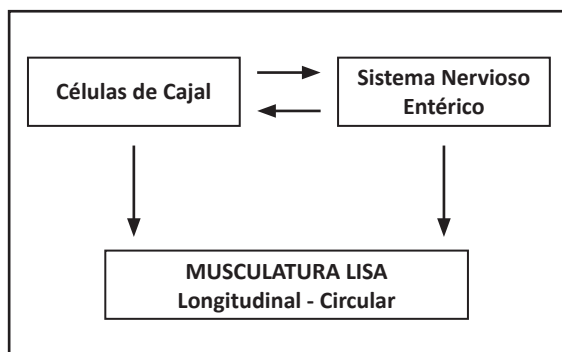 Células de Cajal
Sistema Nervioso
Entérico
MUSCULATURA LISA
Longitudinal - Circular